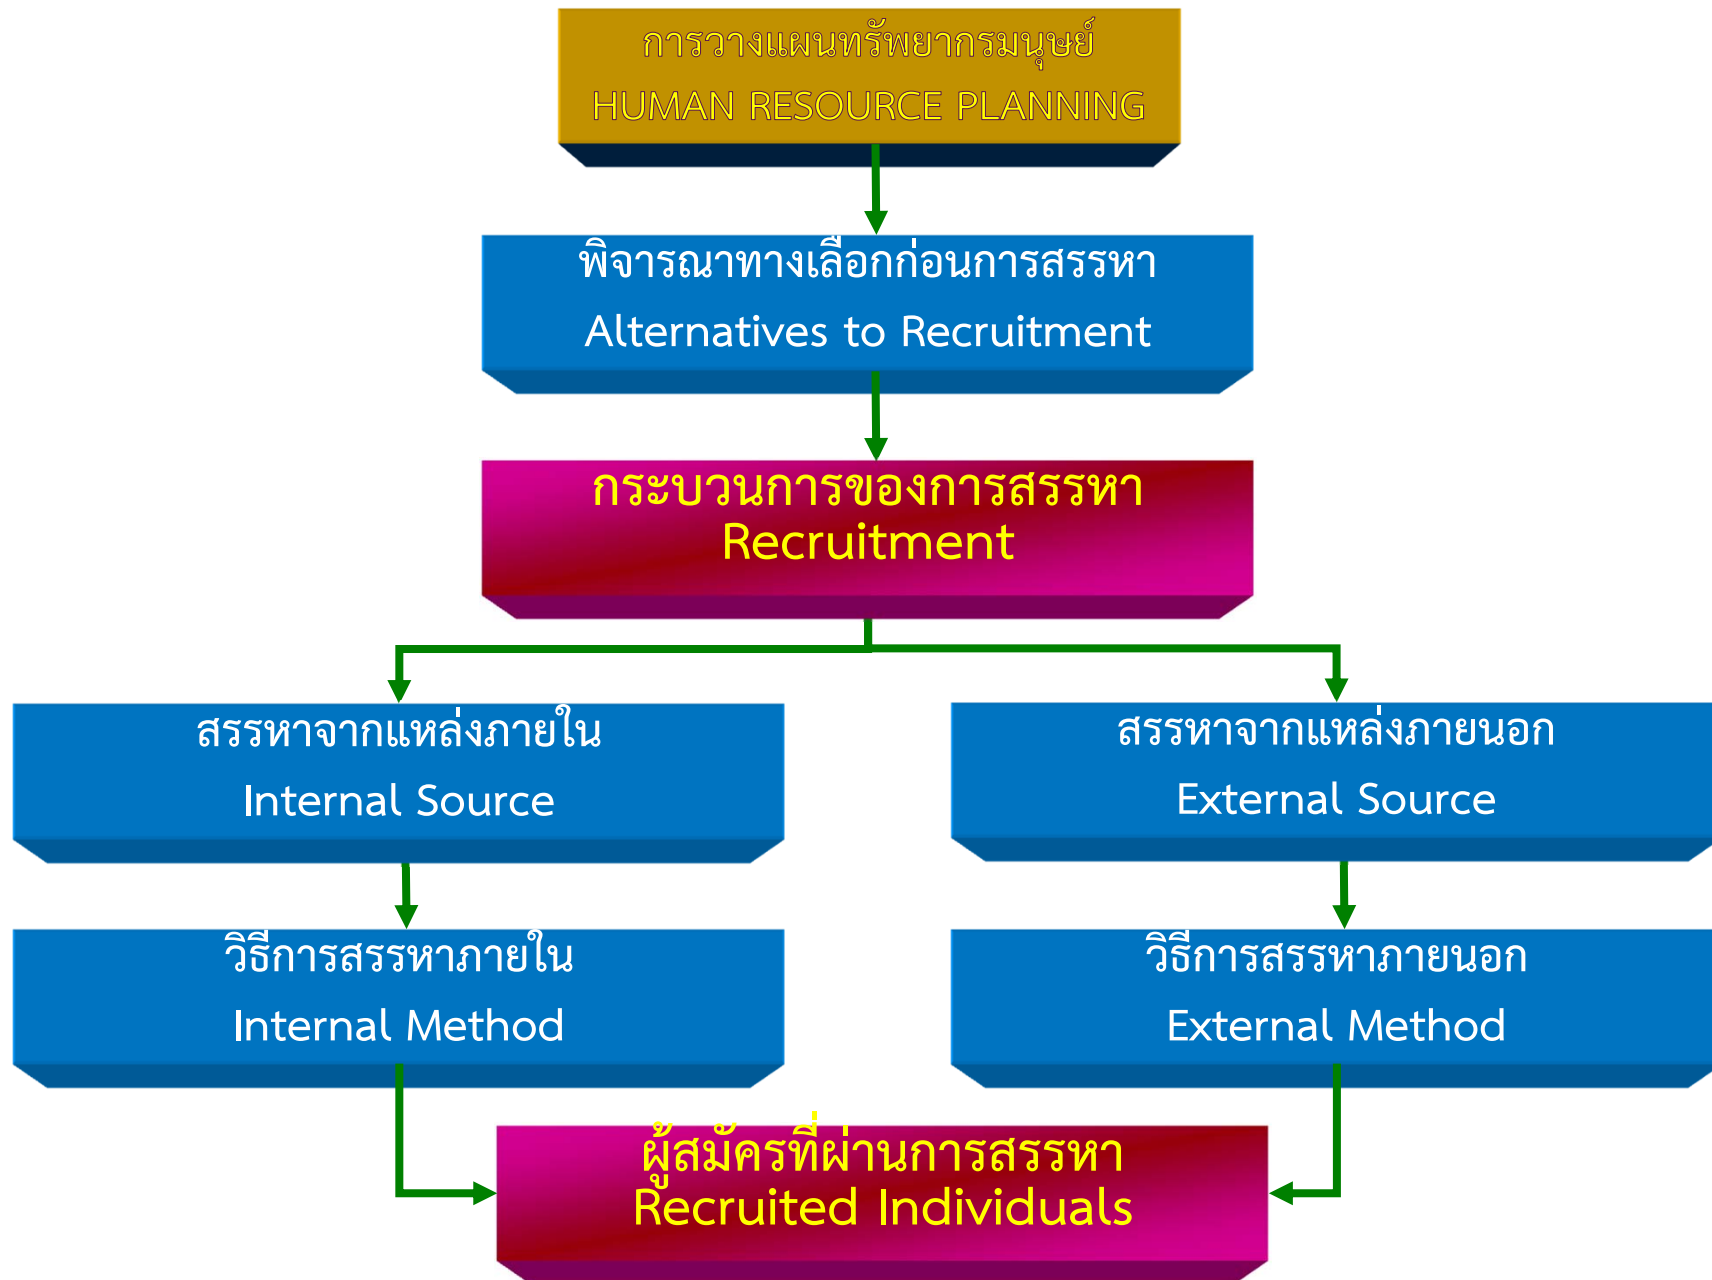 การวางแผนทรัพยากรมนุษย์
HUMAN RESOURCE PLANNING
พิจารณาทางเลือกก่อนการสรรหา
Alternatives to Recruitment
กระบวนการของการสรรหา
Recruitment
สรรหาจากแหล่งภายใน
Internal Source
สรรหาจากแหล่งภายนอก
External Source
วิธีการสรรหาภายใน
Internal Method
วิธีการสรรหาภายนอก
External Method
ผู้สมัครที่ผ่านการสรรหา
Recruited Individuals